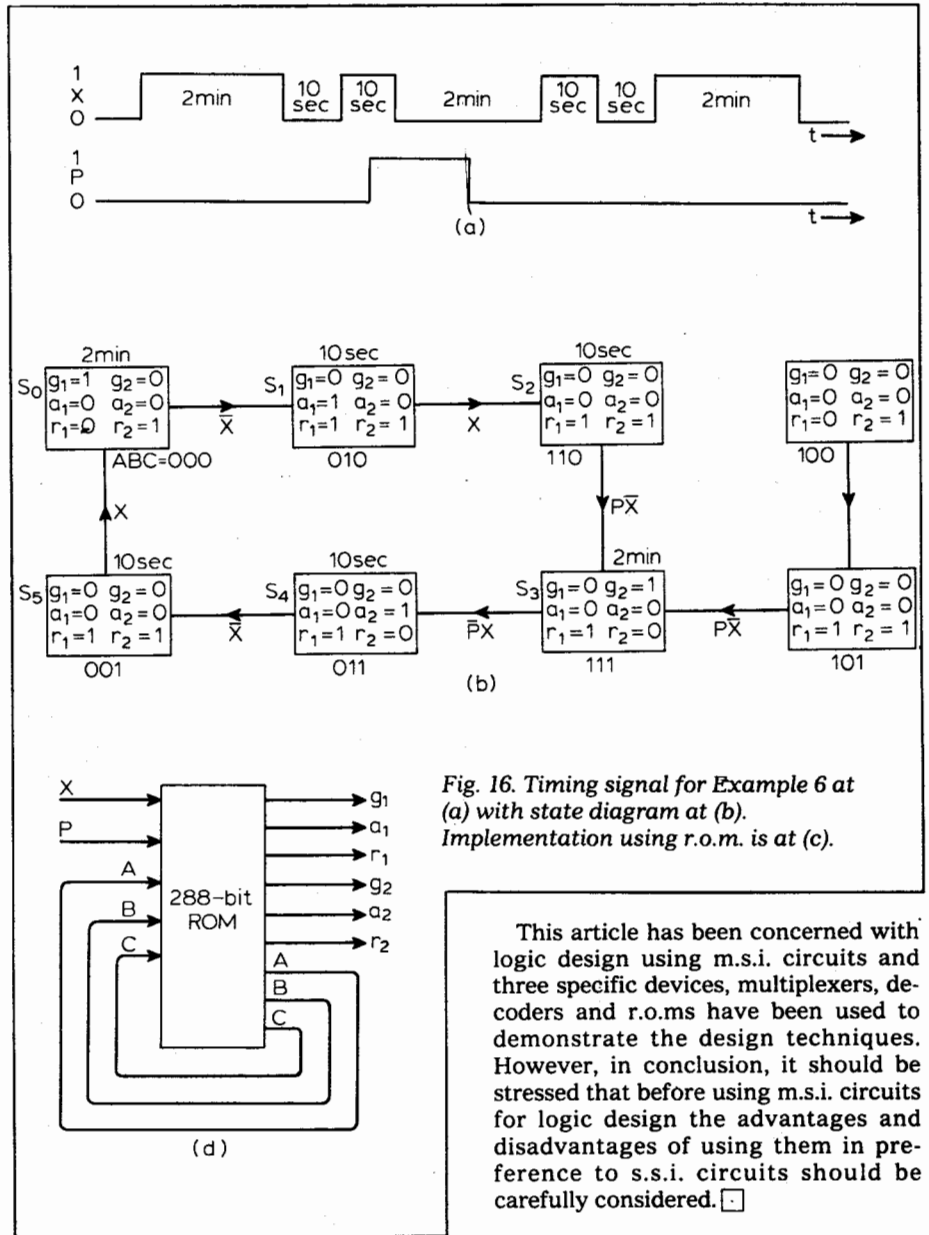 1
X
0
2min
10
sec
10
sec
2min
10
sec
10
sec
2min
t
1
P
0
t
(a)
2min
S₀
g₁=1 g₂=0
a₁=0 a₂=0
r₁=0 r₂=1
ABC=000
X̄
10sec
S₁
g₁=0 g₂=0
a₁=1 a₂=0
r₁=1 r₂=1
010
X
10sec
S₂
g₁=0 g₂=0
a₁=0 a₂=0
r₁=1 r₂=1
110
g₁=0 g₂=0
a₁=0 a₂=0
r₁=0 r₂=1
100
X
PX̄
10sec
S₅
g₁=0 g₂=0
a₁=0 a₂=0
r₁=1 r₂=1
001
X̄
10sec
S₄
g₁=0 g₂=0
a₁=0 a₂=1
r₁=1 r₂=0
011
P̄X
2min
S₃
g₁=0 g₂=1
a₁=0 a₂=0
r₁=1 r₂=0
111
PX̄
g₁=0 g₂=0
a₁=0 a₂=0
r₁=1 r₂=1
101
(b)
X
P
A
B
C
288-bit
ROM
g₁
a₁
r₁
g₂
a₂
r₂
A
B
C
(d)
Fig. 16. Timing signal for Example 6 at
(a) with state diagram at (b).
Implementation using r.o.m. is at (c).
This article has been concerned with
logic design using m.s.i. circuits and
three specific devices, multiplexers, de-
coders and r.o.ms have been used to
demonstrate the design techniques.
However, in conclusion, it should be
stressed that before using m.s.i. circuits
for logic design the advantages and
disadvantages of using them in pre-
ference to s.s.i. circuits should be
carefully considered.